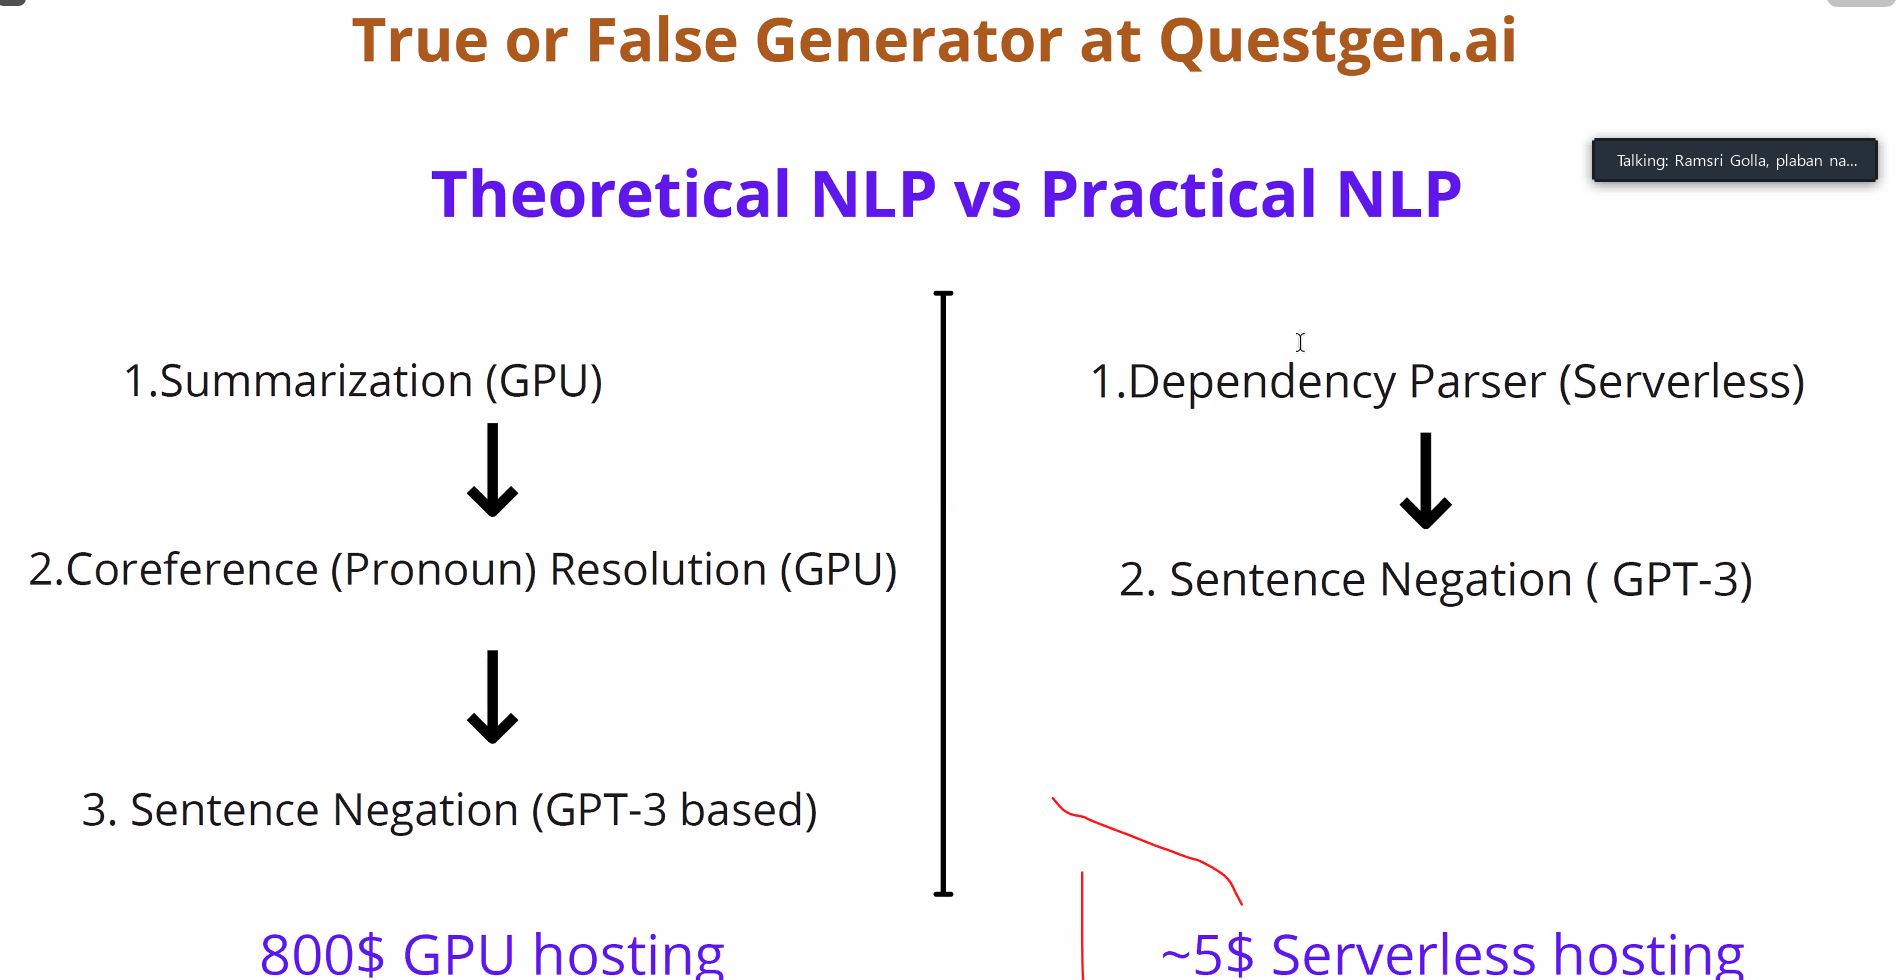 True or False Generator at Questgen.ai
Theoretical NLP vs Practical NLP
Talking: Ramsri Golla, plaban na...
1.Summarization (GPU)
2.Coreference (Pronoun) Resolution (GPU)
3. Sentence Negation (GPT-3 based)
800$ GPU hosting
1.Dependency Parser (Serverless)
2. Sentence Negation ( GPT-3)
~5$ Serverless hosting